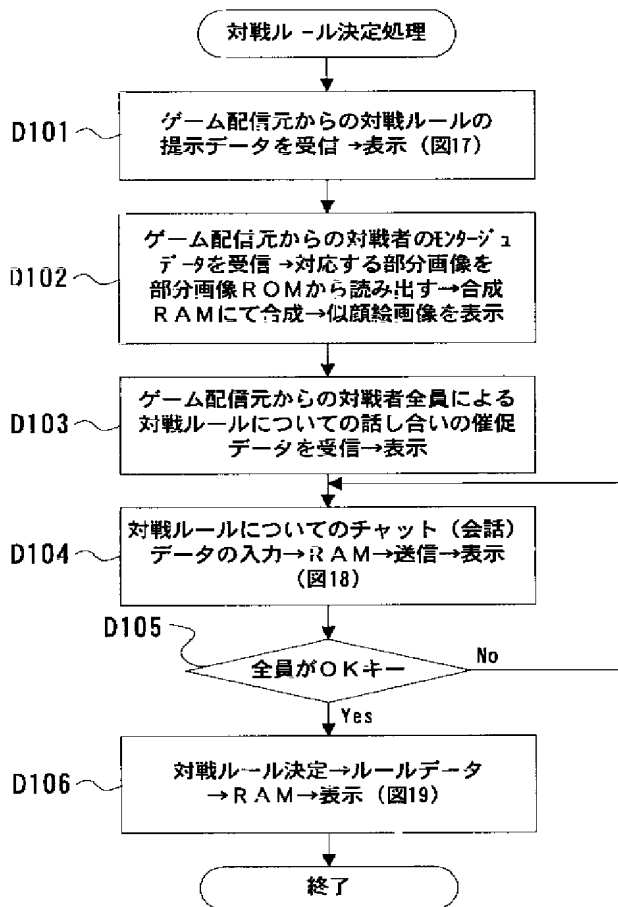 対戦ルール決定処理
D101
ゲーム配信元からの対戦ルールの
提示データを受信→表示（図17）
D102
ゲーム配信元からの対戦者のﾓﾝﾀｰｼﾞｭ
データを受信→対応する部分画像を
部分画像ROMから読み出す→合成
RAMにて合成→似顔絵画像を表示
D103
ゲーム配信元からの対戦者全員による
対戦ルールについての話し合いの催促
データを受信→表示
D104
対戦ルールについてのチャット（会話）
データの入力→RAM→送信→表示
（図18）
D105
全員がOKキー
No
Yes
D106
対戦ルール決定→ルールデータ
→RAM→表示（図19）
終了